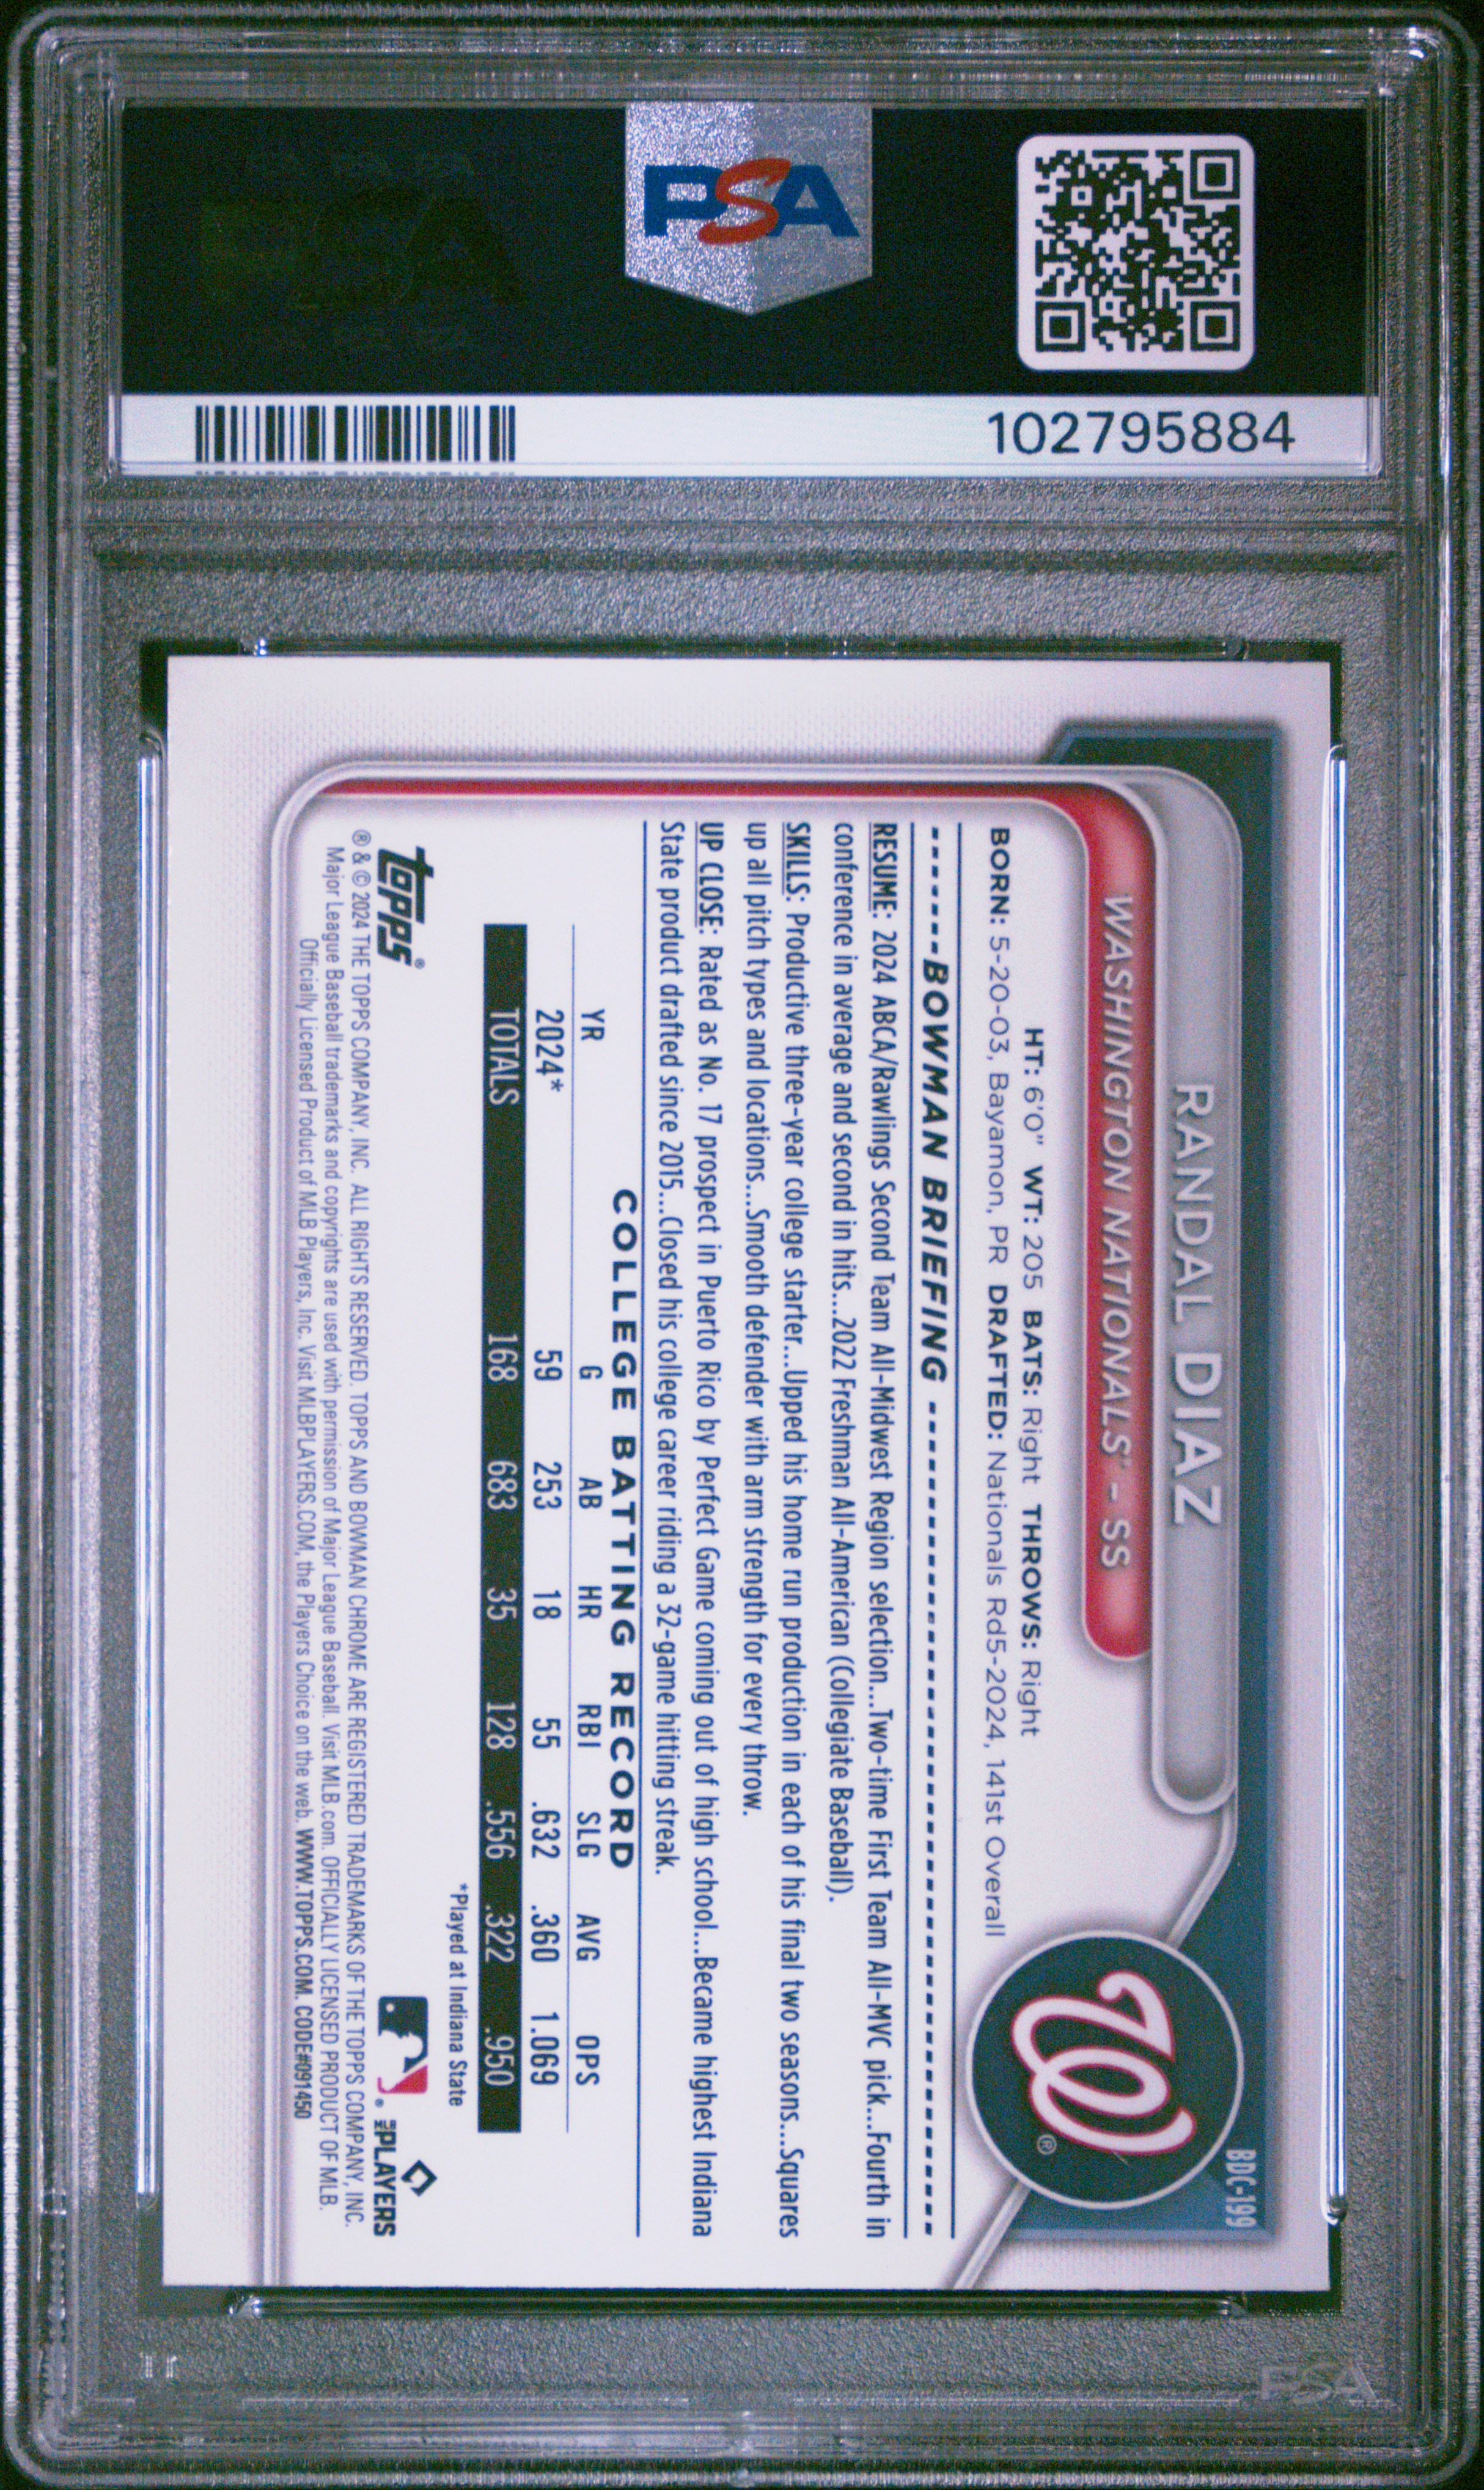 PSA
102795884
BDC-199
RANDAL DIAZ
WASHINGTON NATIONALS® - SS
HT: 6'0" WT: 205 BATS: Right THROWS: Right
BORN: 5-20-03, Bayamon, PR DRAFTED: Nationals Rd5-2024, 141st Overall
W®
BOWMAN BRIEFING
RESUME: 2024 ABCA/Rawlings Second Team All-Midwest Region selection...Two-time First Team All-MVC pick...Fourth in
conference in average and second in hits...2022 Freshman All-American (Collegiate Baseball).
SKILLS: Productive three-year college starter...Upped his home run production in each of his final two seasons...Squares
up all pitch types and locations...Smooth defender with arm strength for every throw.
UP CLOSE: Rated as No. 17 prospect in Puerto Rico by Perfect Game coming out of high school...Became highest Indiana
State product drafted since 2015...Closed his college career riding a 32-game hitting streak.
COLLEGE BATTING RECORD
YR G AB HR RBI SLG AVG OPS
2024* 59 253 18 55 .632 .360 1.069
TOTALS 168 683 35 128 .556 .322 .950
*Played at Indiana State
topps®
MLB PLAYERS
® & © 2024 THE TOPPS COMPANY, INC. ALL RIGHTS RESERVED. TOPPS AND BOWMAN CHROME ARE REGISTERED TRADEMARKS OF THE TOPPS COMPANY, INC.
Major League Baseball trademarks and copyrights are used with permission of Major League Baseball. Visit MLB.com. OFFICIALLY LICENSED PRODUCT OF MLB.
Officially Licensed Product of MLB Players, Inc. Visit MLBPLAYERS.COM, the Players Choice on the web. WWW.TOPPS.COM. CODE#091450
PSA